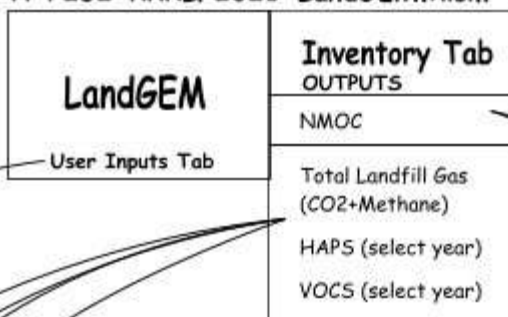 LandGEM
User Inputs Tab
Inventory Tab
OUTPUTS
NMOC
Total Landfill Gas
(CO2+Methane)
HAPS (select year)
VOCS (select year)